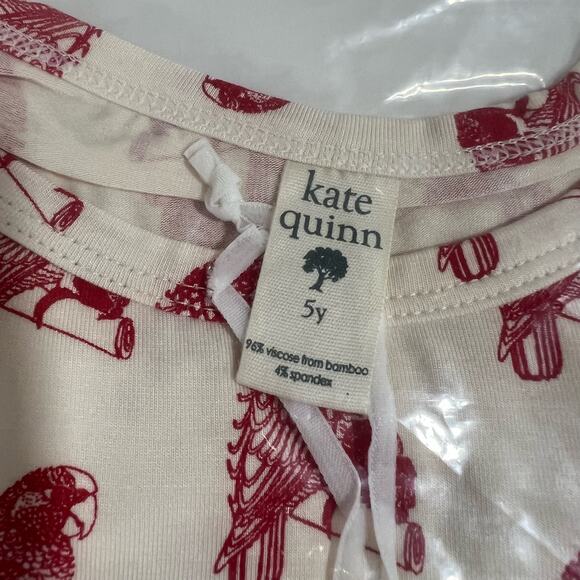 kate
quinn
5y
96% viscose from bamboo
4% spandex